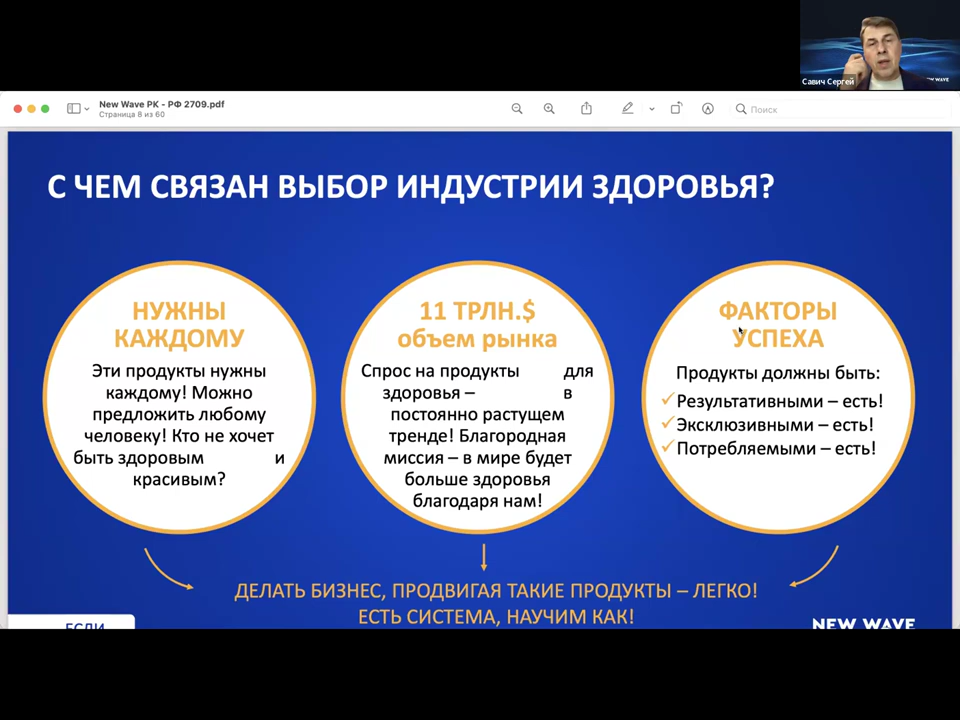 Савич Сергей
NEW WAVE
New Wave РК - РФ 2709.pdf
Страница 8 из 60
Поиск
С ЧЕМ СВЯЗАН ВЫБОР ИНДУСТРИИ ЗДОРОВЬЯ?
НУЖНЫ
КАЖДОМУ
Эти продукты нужны
каждому! Можно
предложить любому
человеку! Кто не хочет
быть здоровым и
красивым?
11 ТРЛН.$
объем рынка
Спрос на продукты для
здоровья – в
постоянно растущем
тренде! Благородная
миссия – в мире будет
больше здоровья
благодаря нам!
ФАКТОРЫ
УСПЕХА
Продукты должны быть:
Результативными – есть!
Эксклюзивными – есть!
Потребляемыми – есть!
ДЕЛАТЬ БИЗНЕС, ПРОДВИГАЯ ТАКИЕ ПРОДУКТЫ – ЛЕГКО!
ЕСТЬ СИСТЕМА, НАУЧИМ КАК!
ЕСЛИ
NEW WAVE